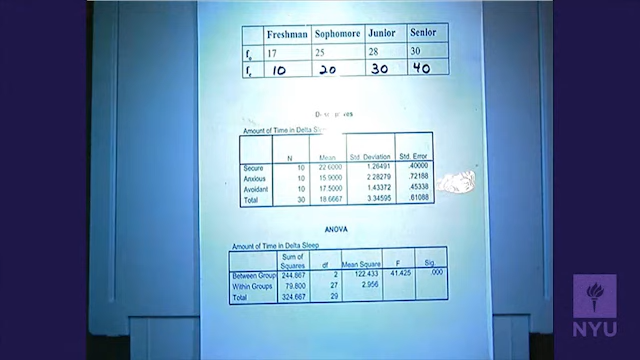 Freshman Sophomore Junior Senior
fo 17 25 28 30
fe 10 20 30 40
Amount of Time in Delta
N Mean Std. Deviation Std. Error
Secure 10 22.6000 1.26491 .40000
Anxious 10 15.9000 2.28279 .72188
Avoidant 10 17.5000 1.43372 .45338
Total 30 18.6667 3.34595 .61088
ANOVA
Amount of Time in Delta Sleep
Sum of
Squares df Mean Square F Sig.
Between Group 244.867 2 122.433 41.425 .000
Within Groups 79.800 27 2.956
Total 324.667 29
NYU